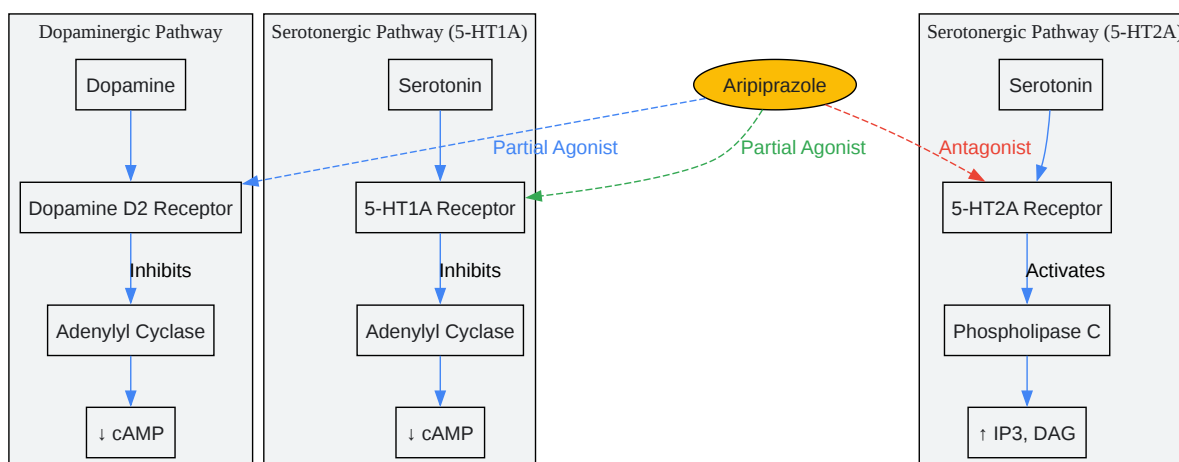 Dopaminergic Pathway
Serotonergic Pathway (5-HT1A)
Serotonergic Pathway (5-HT2A)
Dopamine
Serotonin
Aripiprazole
Serotonin
Partial Agonist
Partial Agonist
Antagonist
Dopamine D2 Receptor
5-HT1A Receptor
5-HT2A Receptor
Inhibits
Inhibits
Activates
Adenylyl Cyclase
Adenylyl Cyclase
Phospholipase C
↓ cAMP
↓ cAMP
↑ IP3, DAG